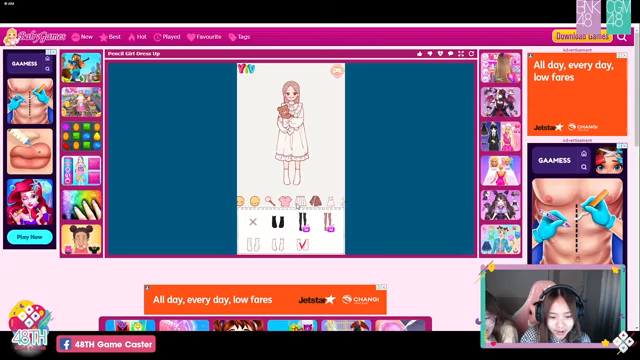 BNK
48
CGM
48
BabyGames
New
Best
Hot
Played
Favourite
Tags
Download Games
Pencil Girl Dress Up
GAAMESS
Play Now
YIV
Advertisement
All day, every day,
low fares
Jetstar
CHANGI
Advertisement
GAAMESS
All day, every day, low fares
Jetstar
CHANGI
48TH
48TH Game Caster